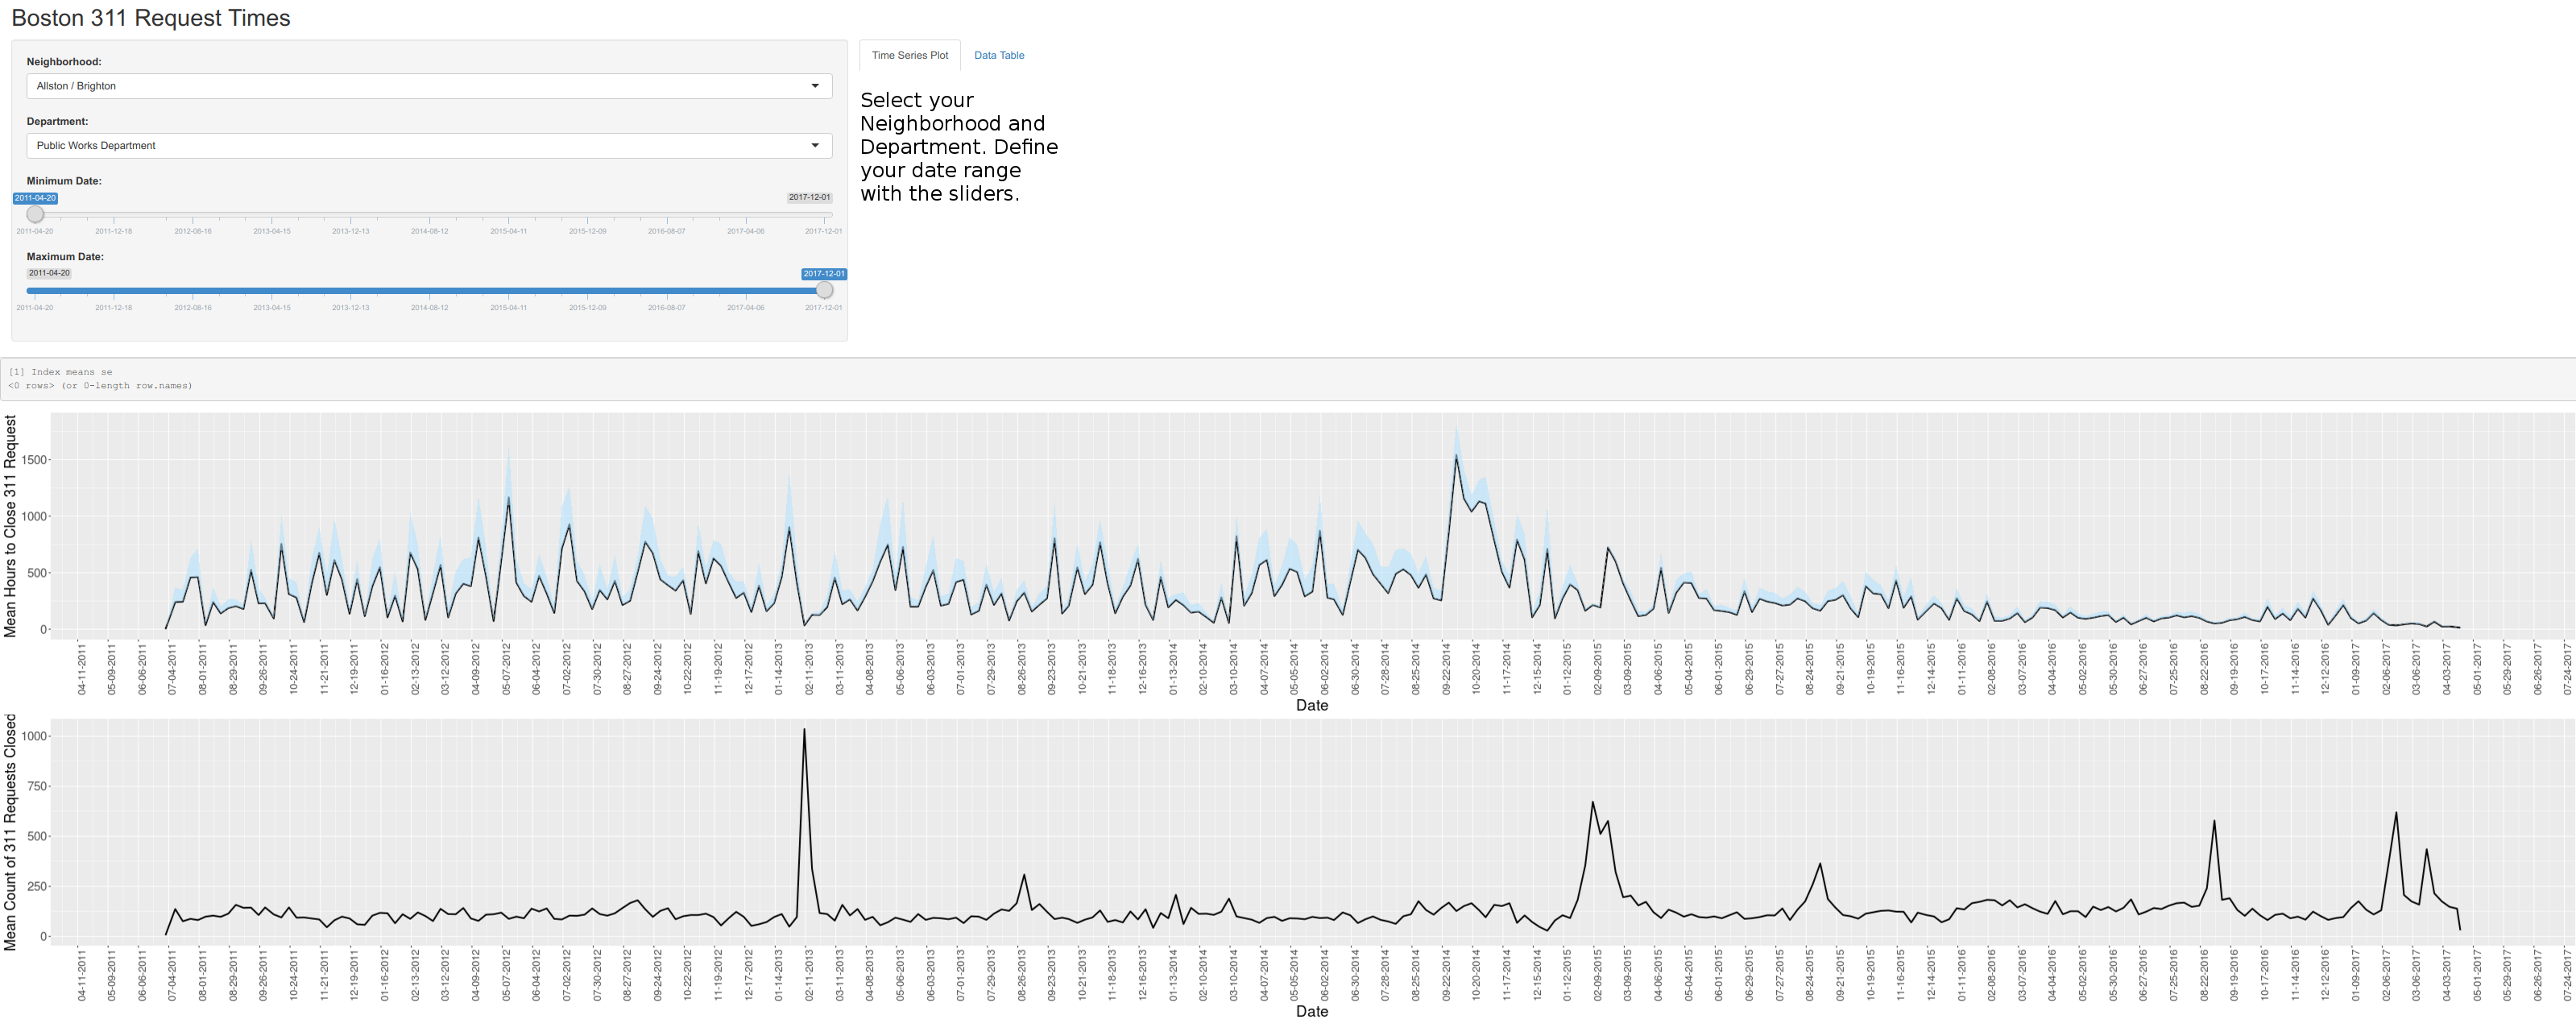 Boston 311 Request Times
Neighborhood:
Allston / Brighton
Department:
Public Works Department
Minimum Date:
2011-04-20 2017-12-01
2011-04-20 2011-12-18 2012-08-16 2013-04-15 2013-12-13 2014-08-12 2015-04-11 2015-12-09 2016-08-07 2017-04-06 2017-12-01
Maximum Date:
2011-04-20 2017-12-01
2011-04-20 2011-12-18 2012-08-16 2013-04-15 2013-12-13 2014-08-12 2015-04-11 2015-12-09 2016-08-07 2017-04-06 2017-12-01
Time Series Plot Data Table
Select your
Neighborhood and
Department. Define
your date range
with the sliders.
[1] Index means se
<0 rows> (or 0-length row.names)
Mean Hours to Close 311 Request
1500
1000
500
0
04-11-2011 05-09-2011 06-06-2011 07-04-2011 08-01-2011 08-29-2011 09-26-2011 10-24-2011 11-21-2011 12-19-2011 01-16-2012 02-13-2012 03-12-2012 04-09-2012 05-07-2012 06-04-2012 07-02-2012 07-30-2012 08-27-2012 09-24-2012 10-22-2012 11-19-2012 12-17-2012 01-14-2013 02-11-2013 03-11-2013 04-08-2013 05-06-2013 06-03-2013 07-01-2013 07-29-2013 08-26-2013 09-23-2013 10-21-2013 11-18-2013 12-16-2013 01-13-2014 02-10-2014 03-10-2014 04-07-2014 05-05-2014 06-02-2014 06-30-2014 07-28-2014 08-25-2014 09-22-2014 10-20-2014 11-17-2014 12-15-2014 01-12-2015 02-09-2015 03-09-2015 04-06-2015 05-04-2015 06-01-2015 06-29-2015 07-27-2015 08-24-2015 09-21-2015 10-19-2015 11-16-2015 12-14-2015 01-11-2016 02-08-2016 03-07-2016 04-04-2016 05-02-2016 05-30-2016 06-27-2016 07-25-2016 08-22-2016 09-19-2016 10-17-2016 11-14-2016 12-12-2016 01-09-2017 02-06-2017 03-06-2017 04-03-2017 05-01-2017 05-29-2017 06-26-2017 07-24-2017
Date
Mean Count of 311 Requests Closed
1000
750
500
250
0
04-11-2011 05-09-2011 06-06-2011 07-04-2011 08-01-2011 08-29-2011 09-26-2011 10-24-2011 11-21-2011 12-19-2011 01-16-2012 02-13-2012 03-12-2012 04-09-2012 05-07-2012 06-04-2012 07-02-2012 07-30-2012 08-27-2012 09-24-2012 10-22-2012 11-19-2012 12-17-2012 01-14-2013 02-11-2013 03-11-2013 04-08-2013 05-06-2013 06-03-2013 07-01-2013 07-29-2013 08-26-2013 09-23-2013 10-21-2013 11-18-2013 12-16-2013 01-13-2014 02-10-2014 03-10-2014 04-07-2014 05-05-2014 06-02-2014 06-30-2014 07-28-2014 08-25-2014 09-22-2014 10-20-2014 11-17-2014 12-15-2014 01-12-2015 02-09-2015 03-09-2015 04-06-2015 05-04-2015 06-01-2015 06-29-2015 07-27-2015 08-24-2015 09-21-2015 10-19-2015 11-16-2015 12-14-2015 01-11-2016 02-08-2016 03-07-2016 04-04-2016 05-02-2016 05-30-2016 06-27-2016 07-25-2016 08-22-2016 09-19-2016 10-17-2016 11-14-2016 12-12-2016 01-09-2017 02-06-2017 03-06-2017 04-03-2017 05-01-2017 05-29-2017 06-26-2017 07-24-2017
Date